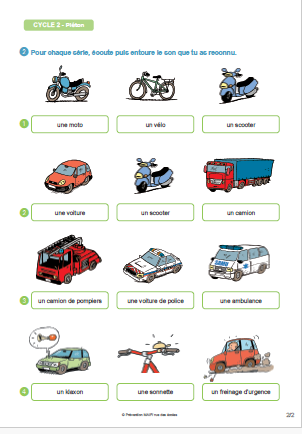 CYCLE 2 - Piéton
2 Pour chaque série, écoute puis entoure le son que tu as reconnu.
1 une moto un vélo un scooter
2 une voiture un scooter un camion
3 un camion de pompiers une voiture de police une ambulance
4 un klaxon une sonnette un freinage d'urgence
2/2